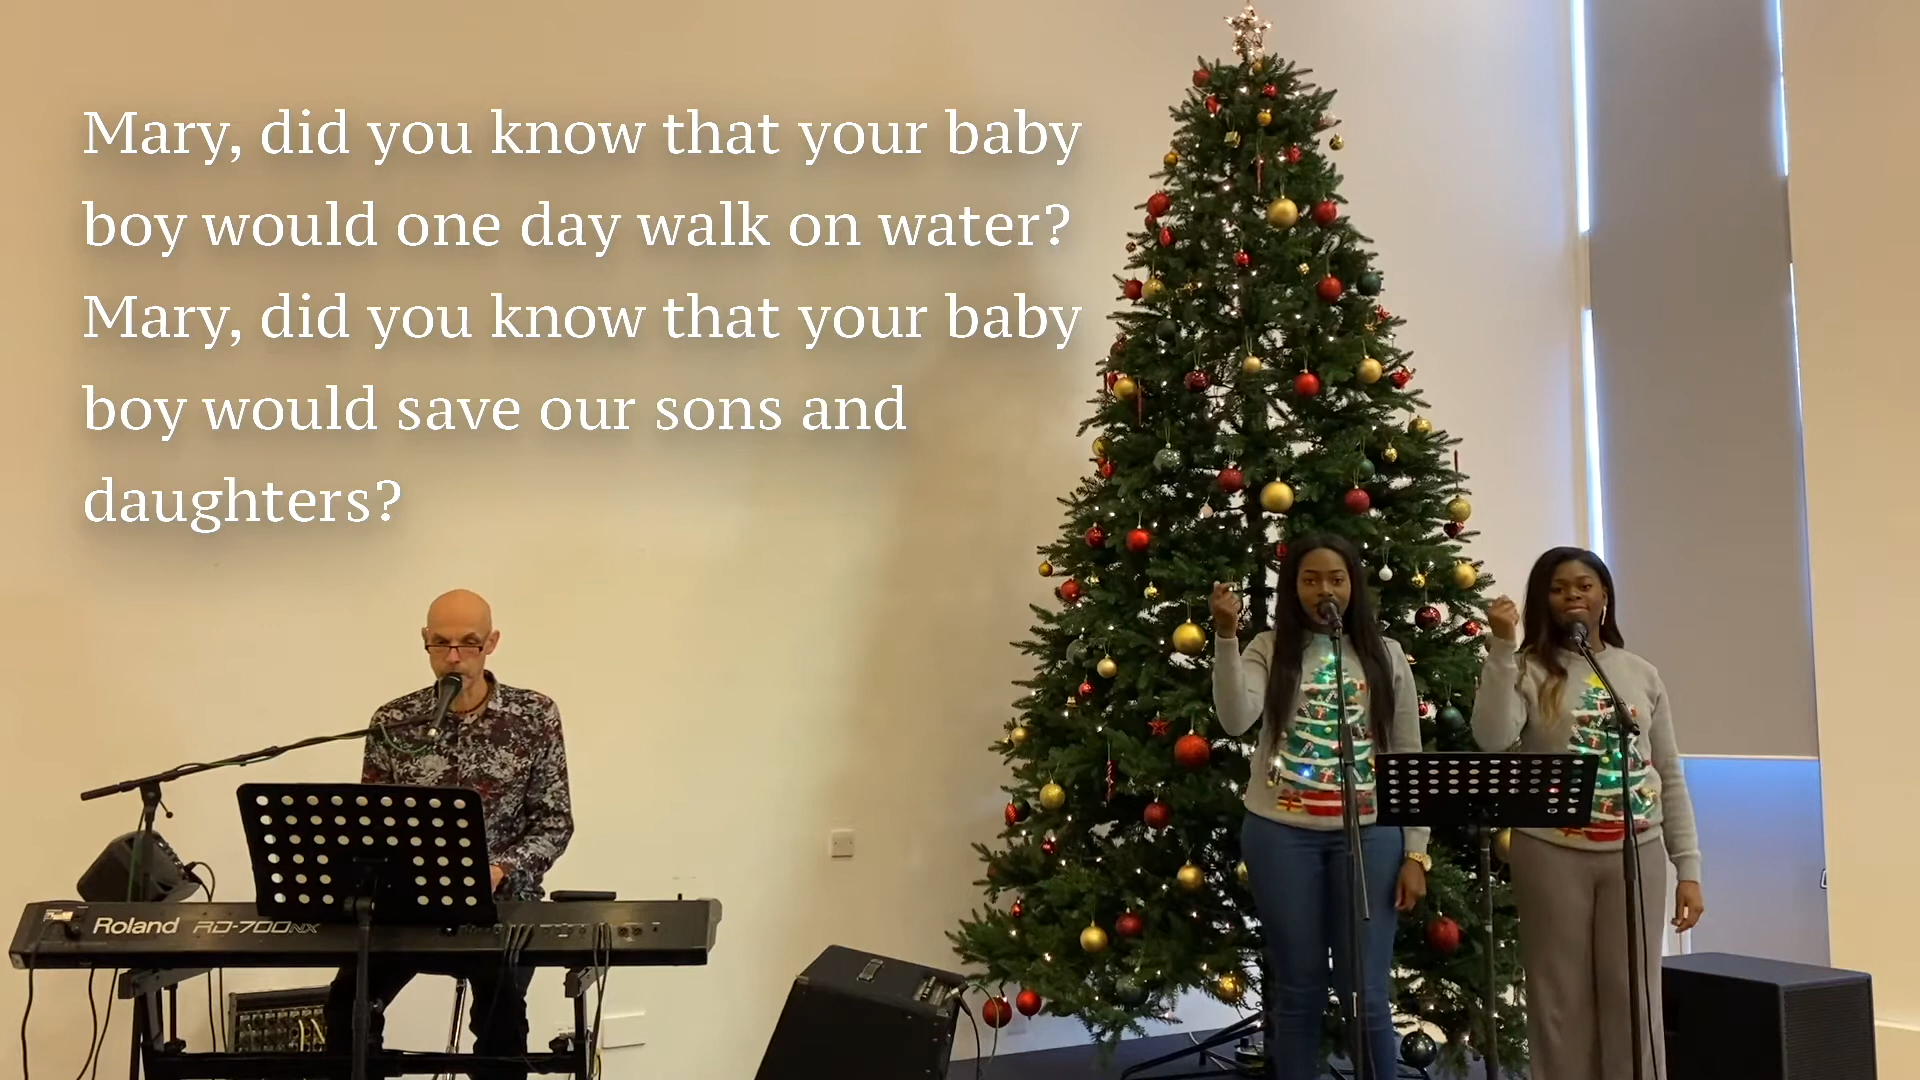 Mary, did you know that your baby
boy would one day walk on water?
Mary, did you know that your baby
boy would save our sons and
daughters?
Roland RD-700NX